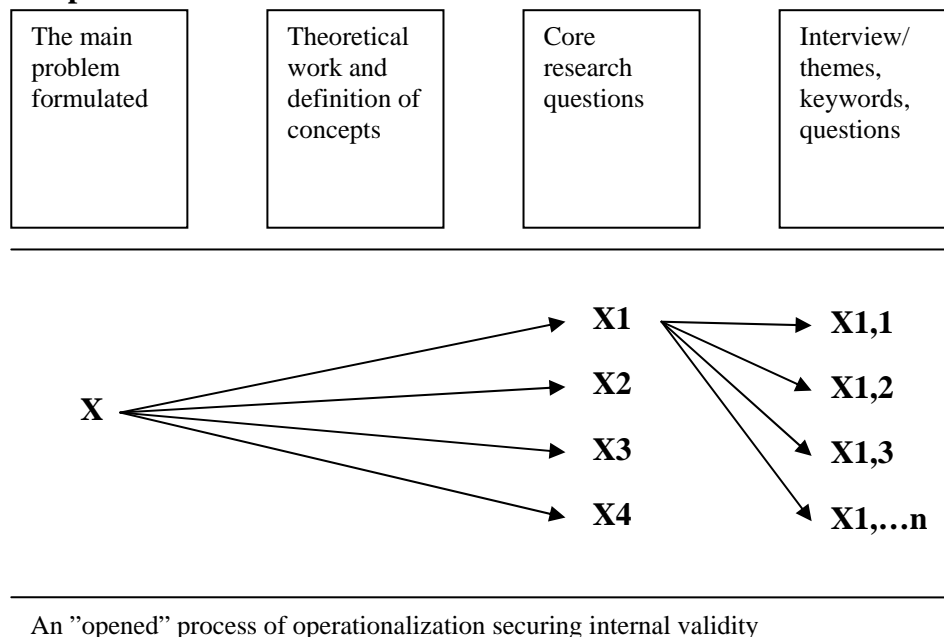 The main
problem
formulated
Theoretical
work and
definition of
concepts
Core
research
questions
Interview/
themes,
keywords,
questions
X
X1
X2
X3
X4
X1,1
X1,2
X1,3
X1,…n
An ”opened” process of operationalization securing internal validity